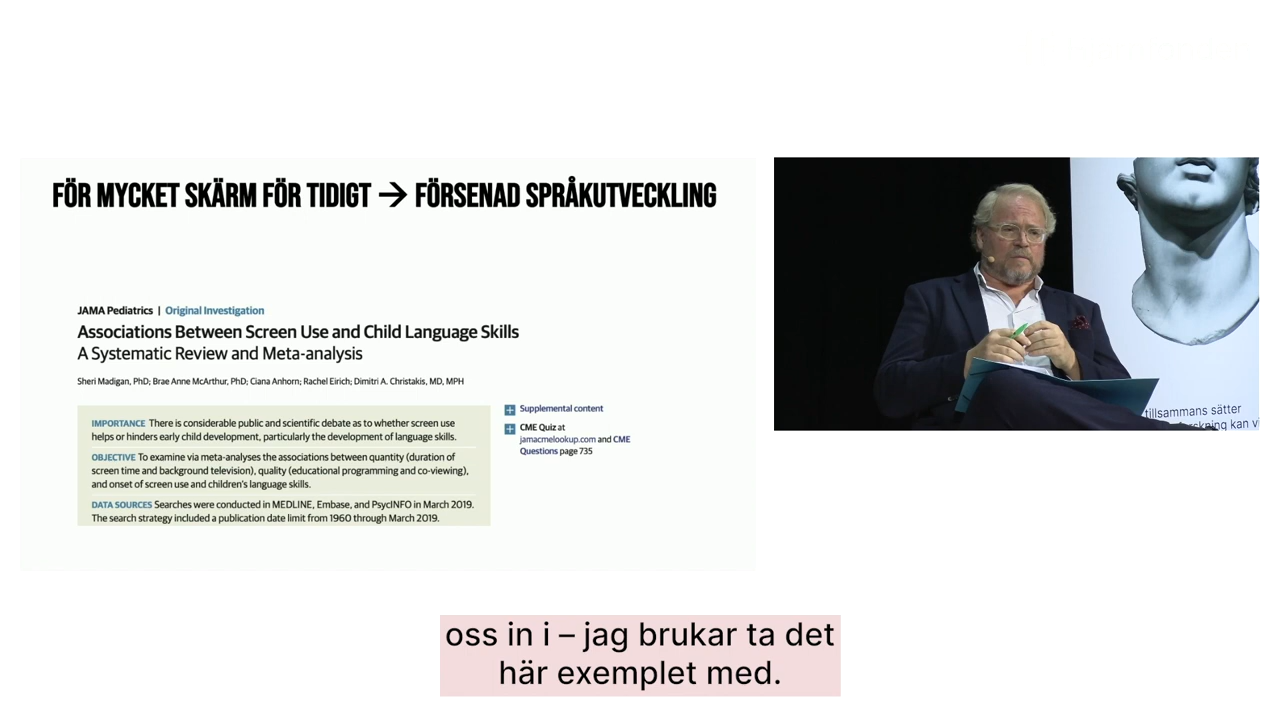 FÖR MYCKET SKÄRM FÖR TIDIGT → FÖRSENAD SPRÅKUTVECKLING
JAMA Pediatrics | Original Investigation
Associations Between Screen Use and Child Language Skills
A Systematic Review and Meta-analysis
Sheri Madigan, PhD; Brae Anne McArthur, PhD; Ciana Anhorn; Rachel Eirich; Dimitri A. Christakis, MD, MPH
IMPORTANCE There is considerable public and scientific debate as to whether screen use
helps or hinders early child development, particularly the development of language skills.
OBJECTIVE To examine via meta-analyses the associations between quantity (duration of
screen time and background television), quality (educational programming and co-viewing),
and onset of screen use and children's language skills.
DATA SOURCES Searches were conducted in MEDLINE, Embase, and PsycINFO in March 2019.
The search strategy included a publication date limit from 1960 through March 2019.
Supplemental content
CME Quiz at
jamacmelookup.com and CME
Questions page 735
tillsammans sätter
kan
oss in i – jag brukar ta det
här exemplet med.